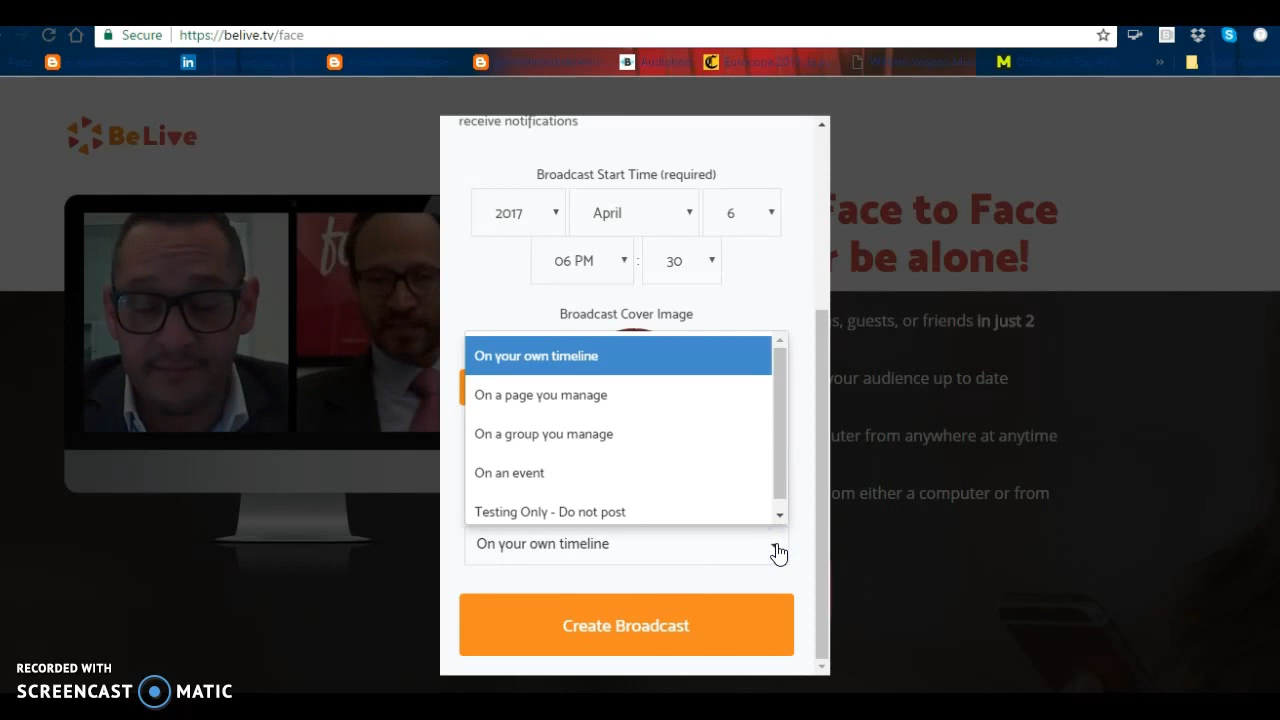 Secure https://belive.tv/face
BeLive
receive notifications
Broadcast Start Time (required)
2017 April 6
06 PM : 30
Broadcast Cover Image
On your own timeline
On a page you manage
On a group you manage
On an event
Testing Only - Do not post
On your own timeline
Create Broadcast
Face to Face
be alone!
s, guests, or friends in just 2
your audience up to date
uter from anywhere at anytime
om either a computer or from
RECORDED WITH
SCREENCAST MATIC